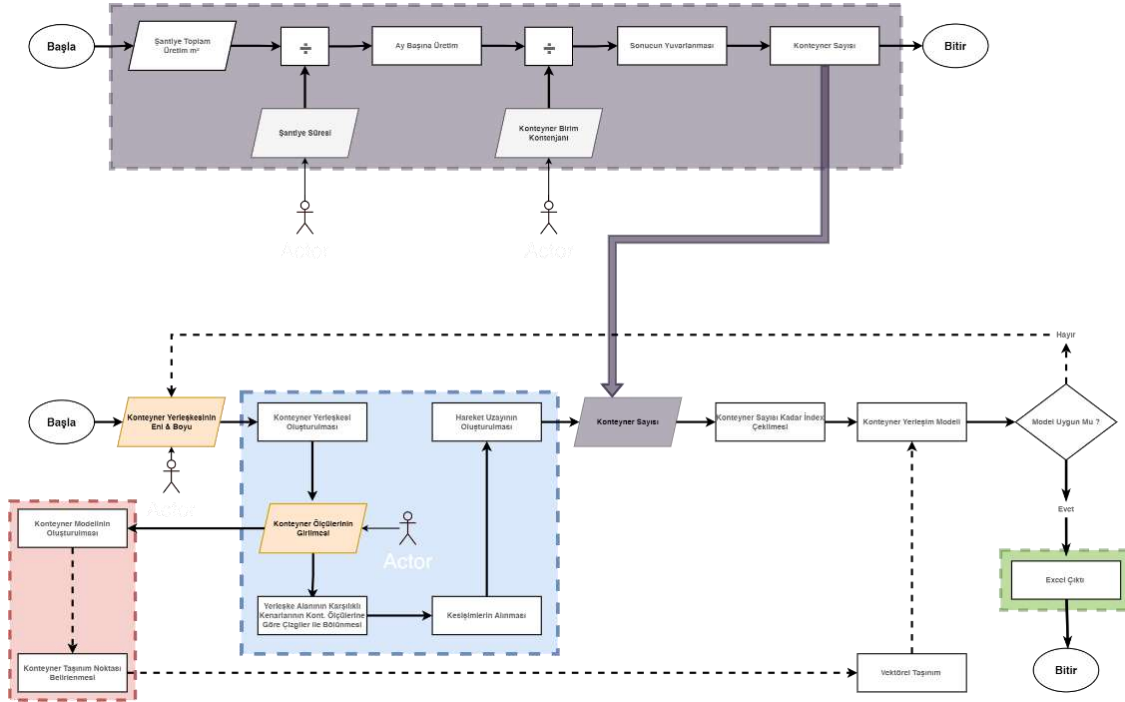 Başla
Şantiye Toplam
Üretim m²
÷
Ay Başına Üretim
÷
Sonucun Yuvarlanması
Konteyner Sayısı
Bitir
Şantiye Süresi
Konteyner Birim
Kontenjanı
Actor
Actor
Hayır
Başla
Konteyner Yerleşkesinin
Eni & Boyu
Konteyner Yerleşkesi
Oluşturulması
Hareket Uzayının
Oluşturulması
Konteyner Sayısı
Konteyner Sayısı Kadar İndex
Çekilmesi
Konteyner Yerleşim Modeli
Model Uygun Mu ?
Actor
Konteyner Modelinin
Oluşturulması
Konteyner Ölçülerinin
Girilmesi
Actor
Evet
Excel Çıktı
Yerleşke Alanının Karşılıklı
Kenarlarının Kont. Ölçülerine
Göre Çizgiler ile Bölünmesi
Kesişimlerin Alınması
Konteyner Taşınım Noktası
Belirlenmesi
Vektörel Taşınım
Bitir